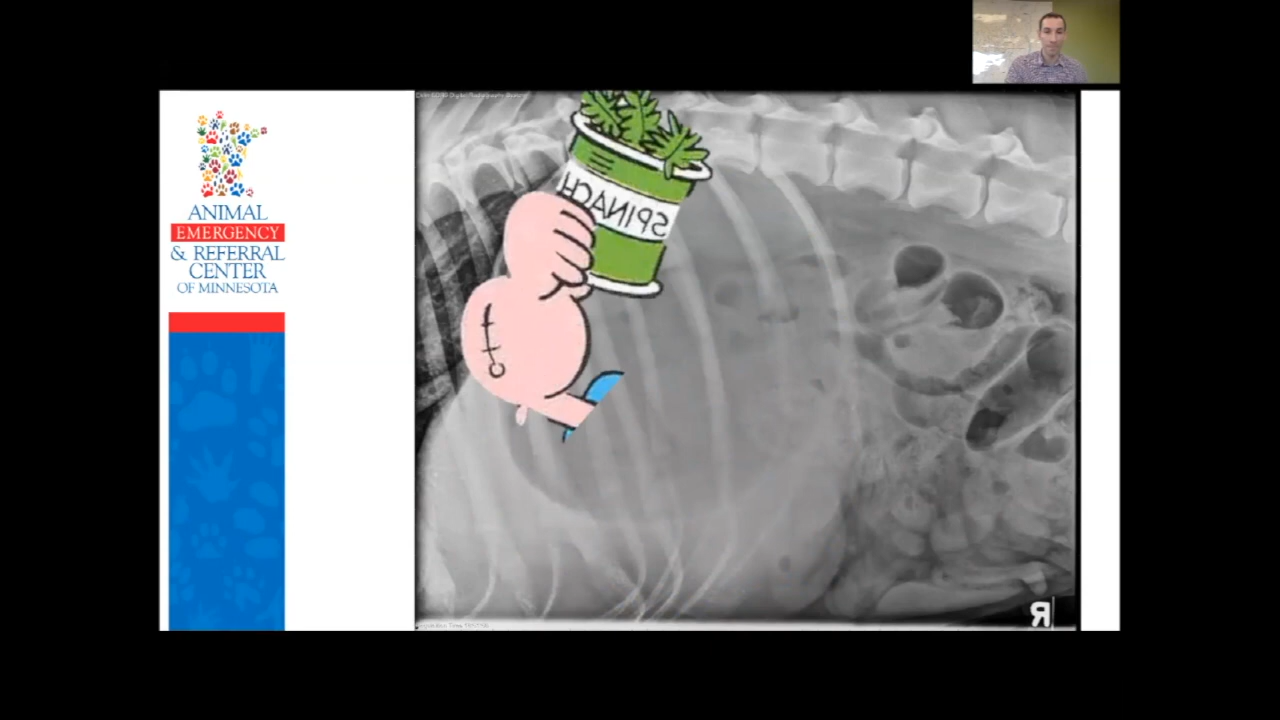 ANIMAL
EMERGENCY
& REFERRAL
CENTER
OF MINNESOTA
SPINACH
R